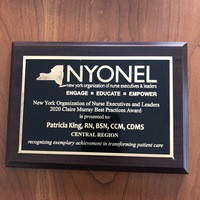 NYONEL
new york organization of nurse executives & leaders
ENGAGE ■ EDUCATE ■ EMPOWER
New York Organization of Nurse Executives and Leaders
2020 Claire Murray Best Practices Award
is presented to:
Patricia King, RN, BSN, CCM, CDMS
CENTRAL REGION
recognizing exemplary achievement in transforming patient care